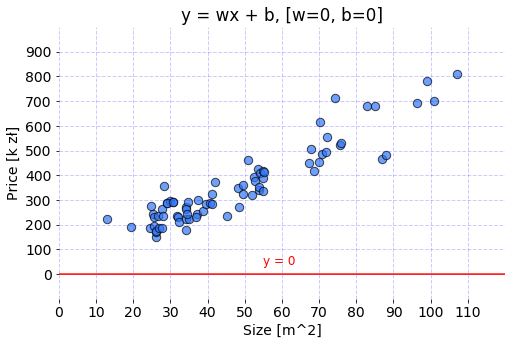 y = wx + b, [w=0, b=0]
Price [k zł]
900
800
700
600
500
400
300
200
100
0
y = 0
0 10 20 30 40 50 60 70 80 90 100 110
Size [m^2]